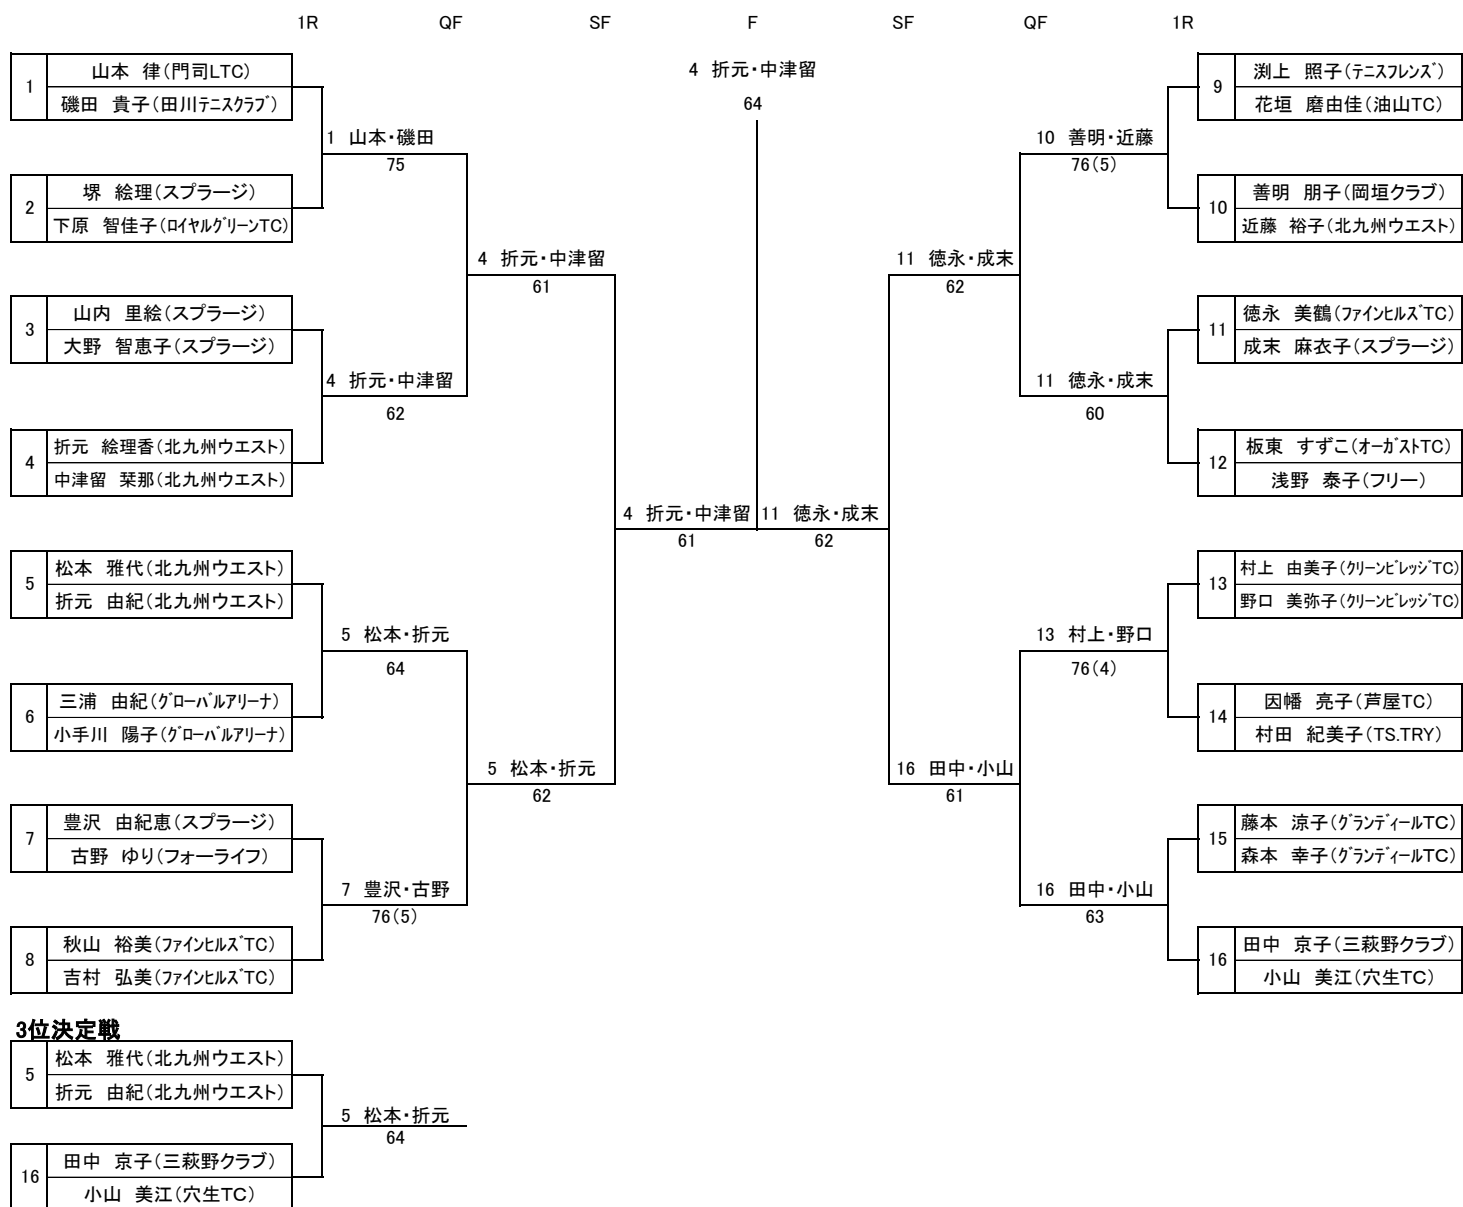 1R QF SF F SF QF 1R
1 山本 律(門司LTC)
磯田 貴子(田川テニスクラブ)
1 山本・磯田
75
2 堺 絵理(スプラージ)
下原 智佳子(ロイヤルグリーンTC)
4 折元・中津留
61
3 山内 里絵(スプラージ)
大野 智恵子(スプラージ)
4 折元・中津留
62
4 折元 絵理香(北九州ウエスト)
中津留 栞那(北九州ウエスト)
4 折元・中津留
61
5 松本 雅代(北九州ウエスト)
折元 由紀(北九州ウエスト)
5 松本・折元
64
6 三浦 由紀(グローバルアリーナ)
小手川 陽子(グローバルアリーナ)
5 松本・折元
62
7 豊沢 由紀恵(スプラージ)
古野 ゆり(フォーライフ)
7 豊沢・古野
76(5)
8 秋山 裕美(ファインヒルズTC)
吉村 弘美(ファインヒルズTC)
4 折元・中津留
64
9 渕上 照子(テニスフレンズ)
花垣 磨由佳(油山TC)
10 善明・近藤
76(5)
10 善明 朋子(岡垣クラブ)
近藤 裕子(北九州ウエスト)
11 徳永・成末
62
11 徳永 美鶴(ファインヒルズTC)
成末 麻衣子(スプラージ)
11 徳永・成末
60
12 板東 すずこ(オーガストTC)
浅野 泰子(フリー)
11 徳永・成末
62
13 村上 由美子(クリーンビレッジTC)
野口 美弥子(クリーンビレッジTC)
13 村上・野口
76(4)
14 因幡 亮子(芦屋TC)
村田 紀美子(TS.TRY)
16 田中・小山
61
15 藤本 涼子(グランディールTC)
森本 幸子(グランディールTC)
16 田中・小山
63
16 田中 京子(三萩野クラブ)
小山 美江(穴生TC)
3位決定戦
5 松本 雅代(北九州ウエスト)
折元 由紀(北九州ウエスト)
5 松本・折元
64
16 田中 京子(三萩野クラブ)
小山 美江(穴生TC)